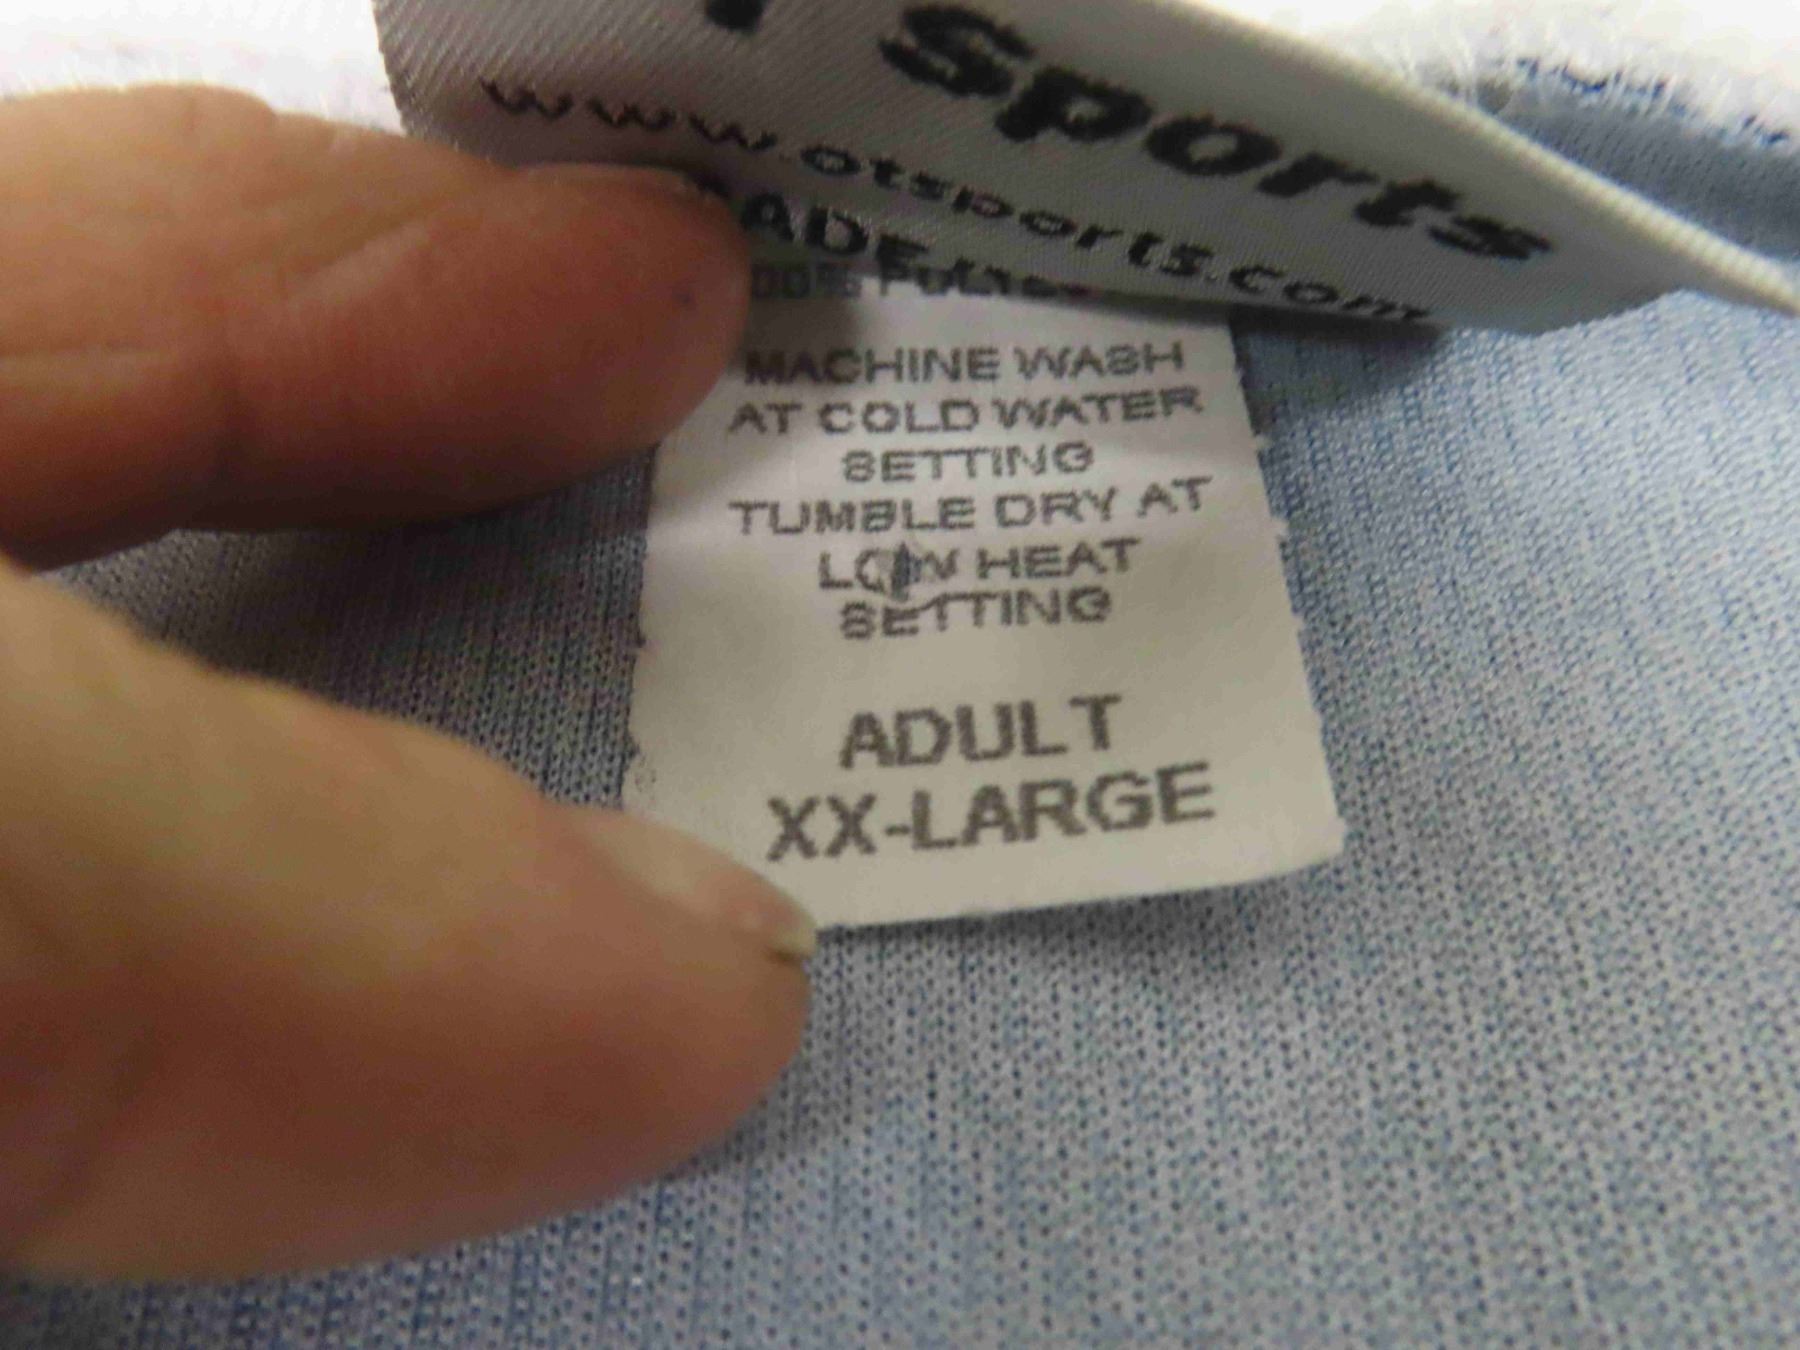 sports
www.otsports.com
MACHINE WASH
AT COLD WATER
SETTING
TUMBLE DRY AT
LOW HEAT
SETTING
ADULT
XX-LARGE